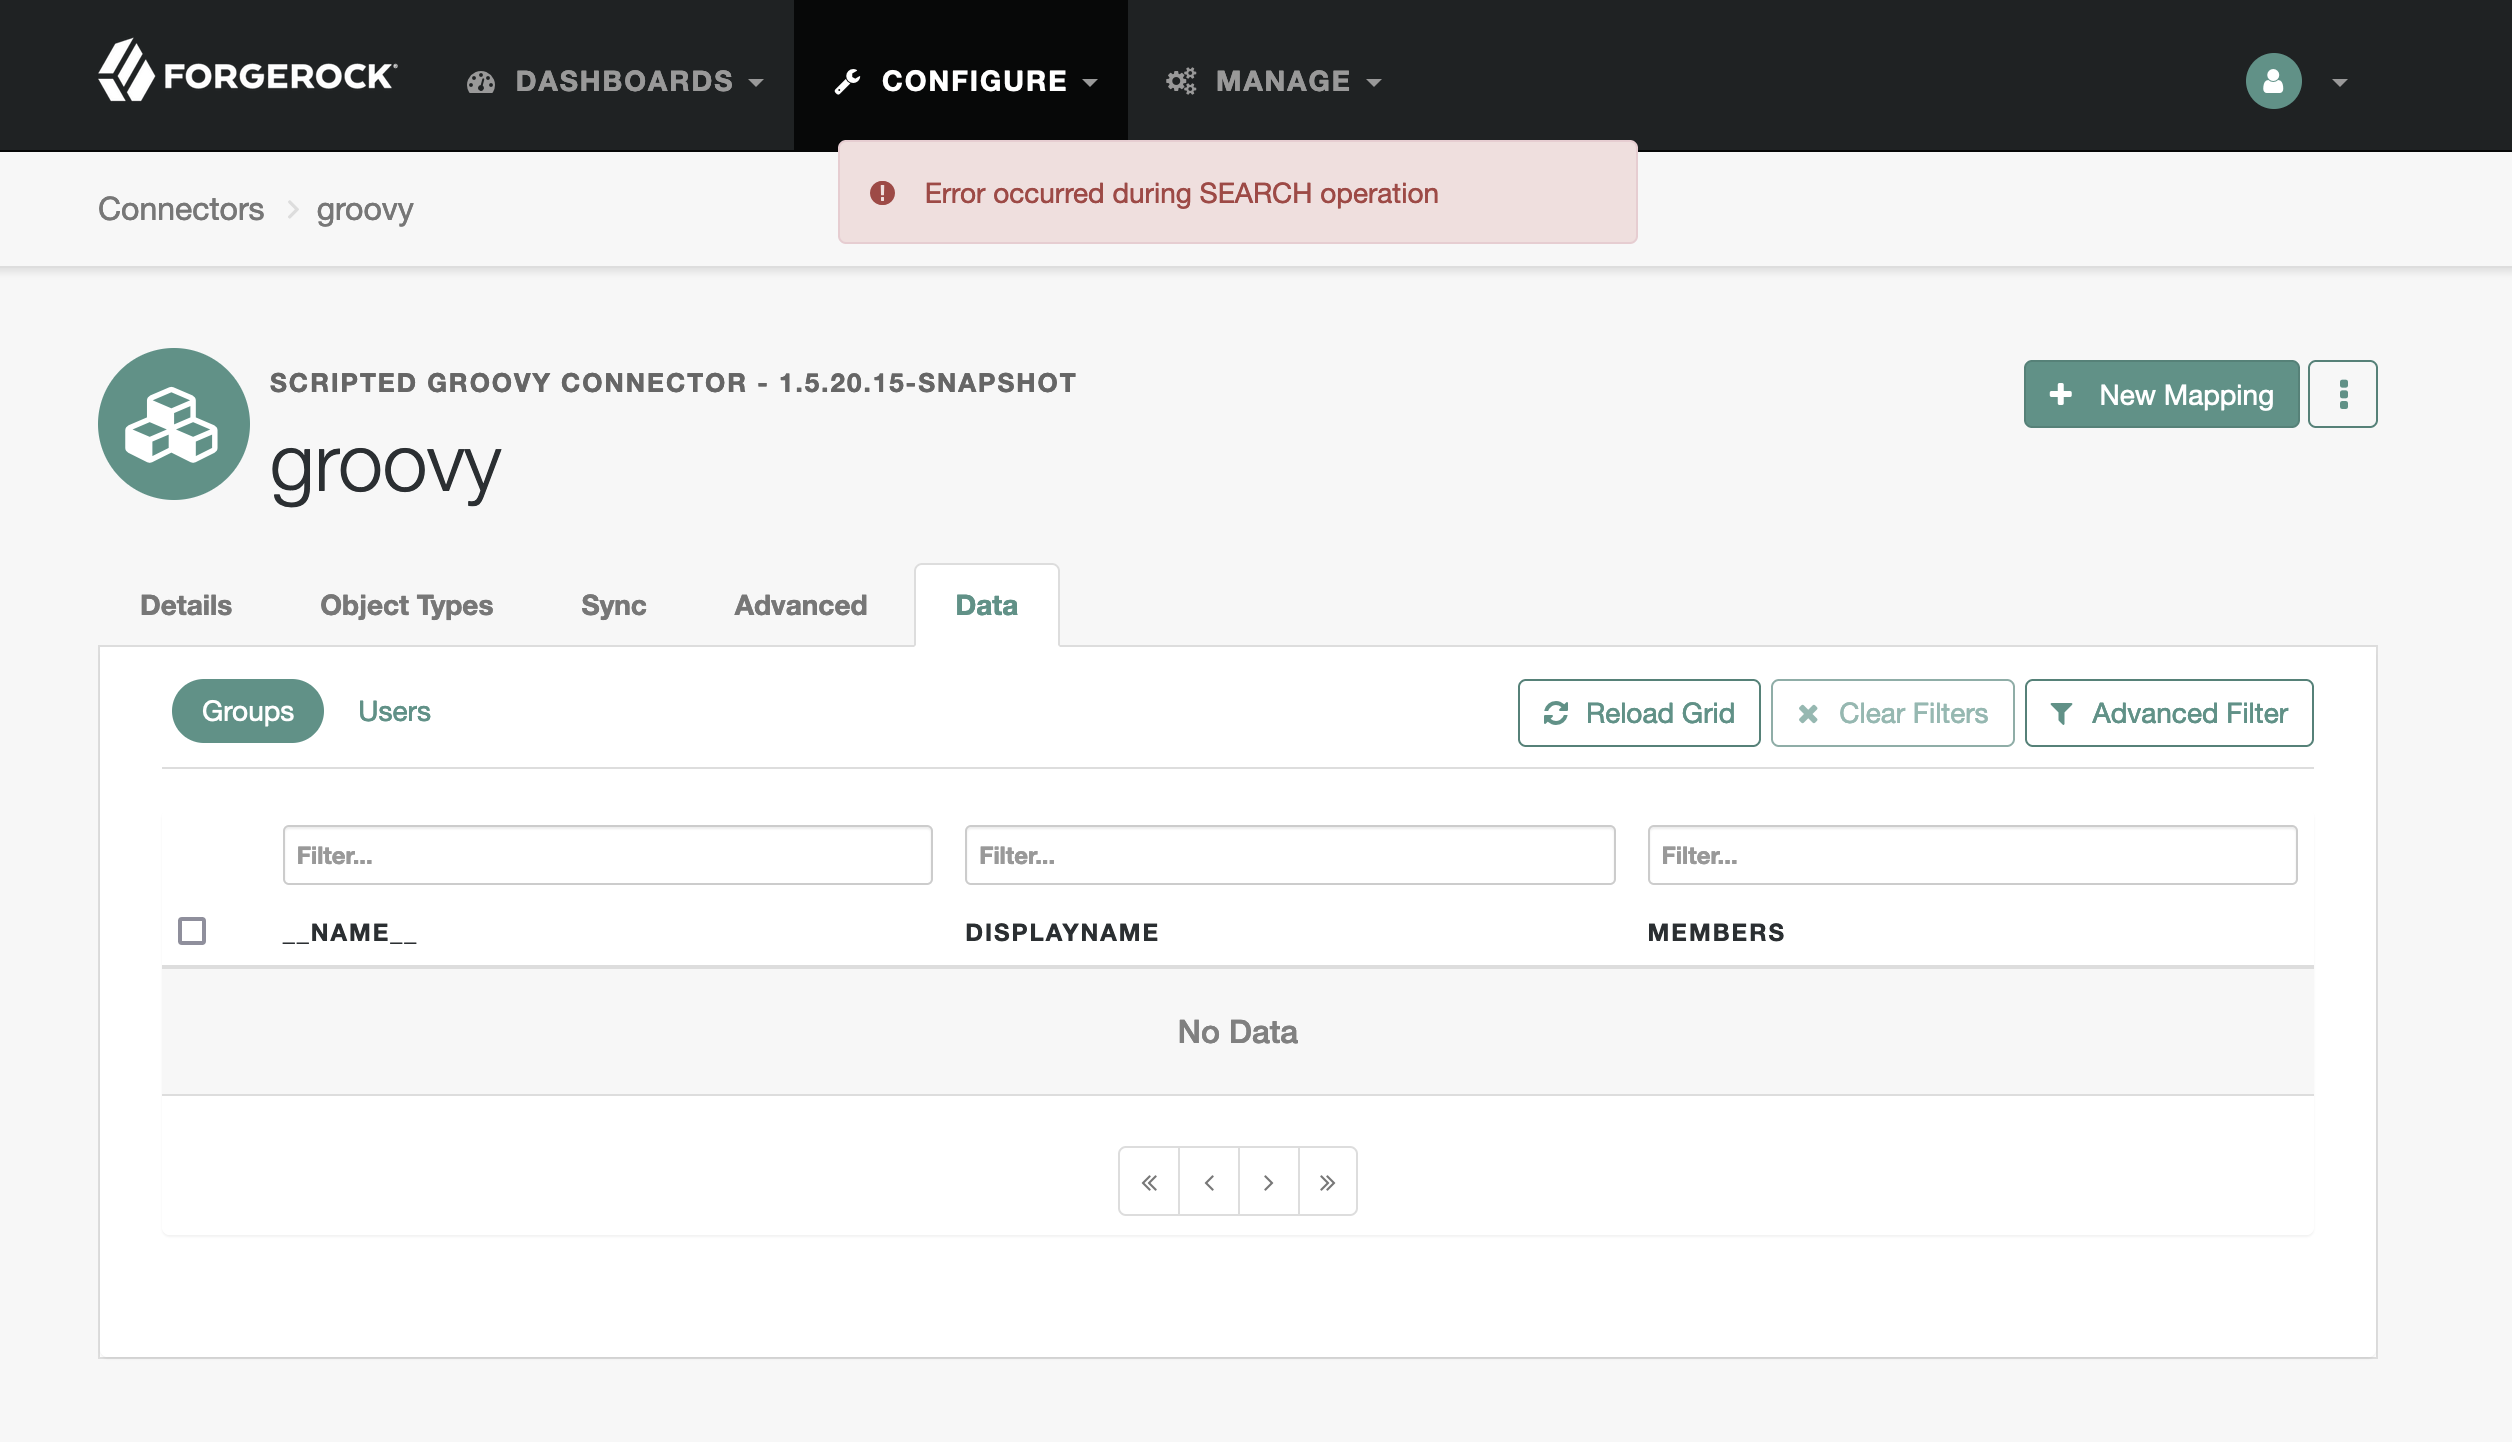 FORGEROCK
DASHBOARDS
CONFIGURE
MANAGE
Error occurred during SEARCH operation
Connectors
groovy
SCRIPTED GROOVY CONNECTOR - 1.5.20.15-SNAPSHOT
groovy
New Mapping
Details
Object Types
Sync
Advanced
Data
Groups
Users
Reload Grid
Clear Filters
Advanced Filter
Filter...
Filter...
Filter...
__NAME__
DISPLAYNAME
MEMBERS
No Data